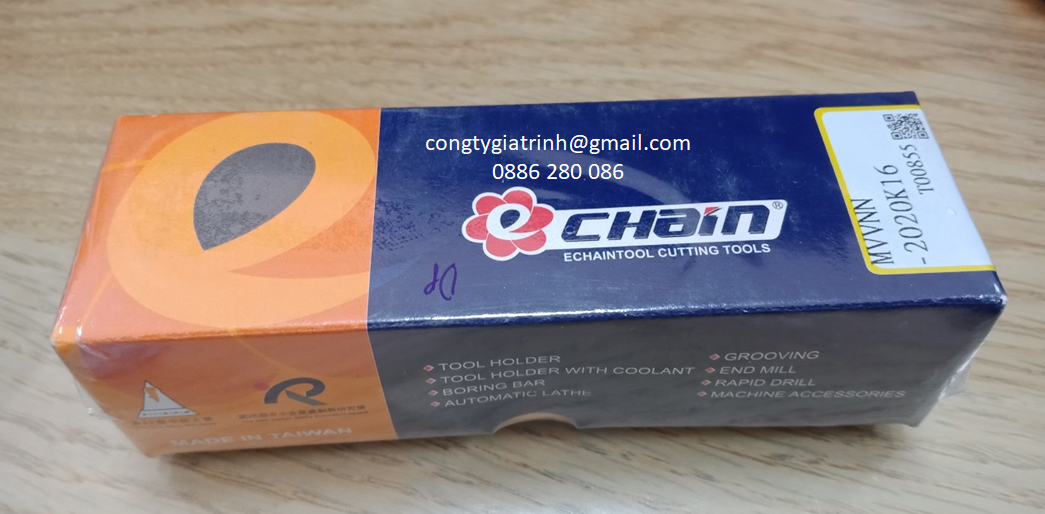 congtygiatrinh@gmail.com
0886 280 086
e CHain®
ECHAINTOOL CUTTING TOOLS
MVVNN
-2020K16
T00855
DP
TOOL HOLDER
TOOL HOLDER WITH COOLANT
BORING BAR
AUTOMATIC LATHE
GROOVING
END MILL
RAPID DRILL
MACHINE ACCESSORIES
R
MADE IN TAIWAN